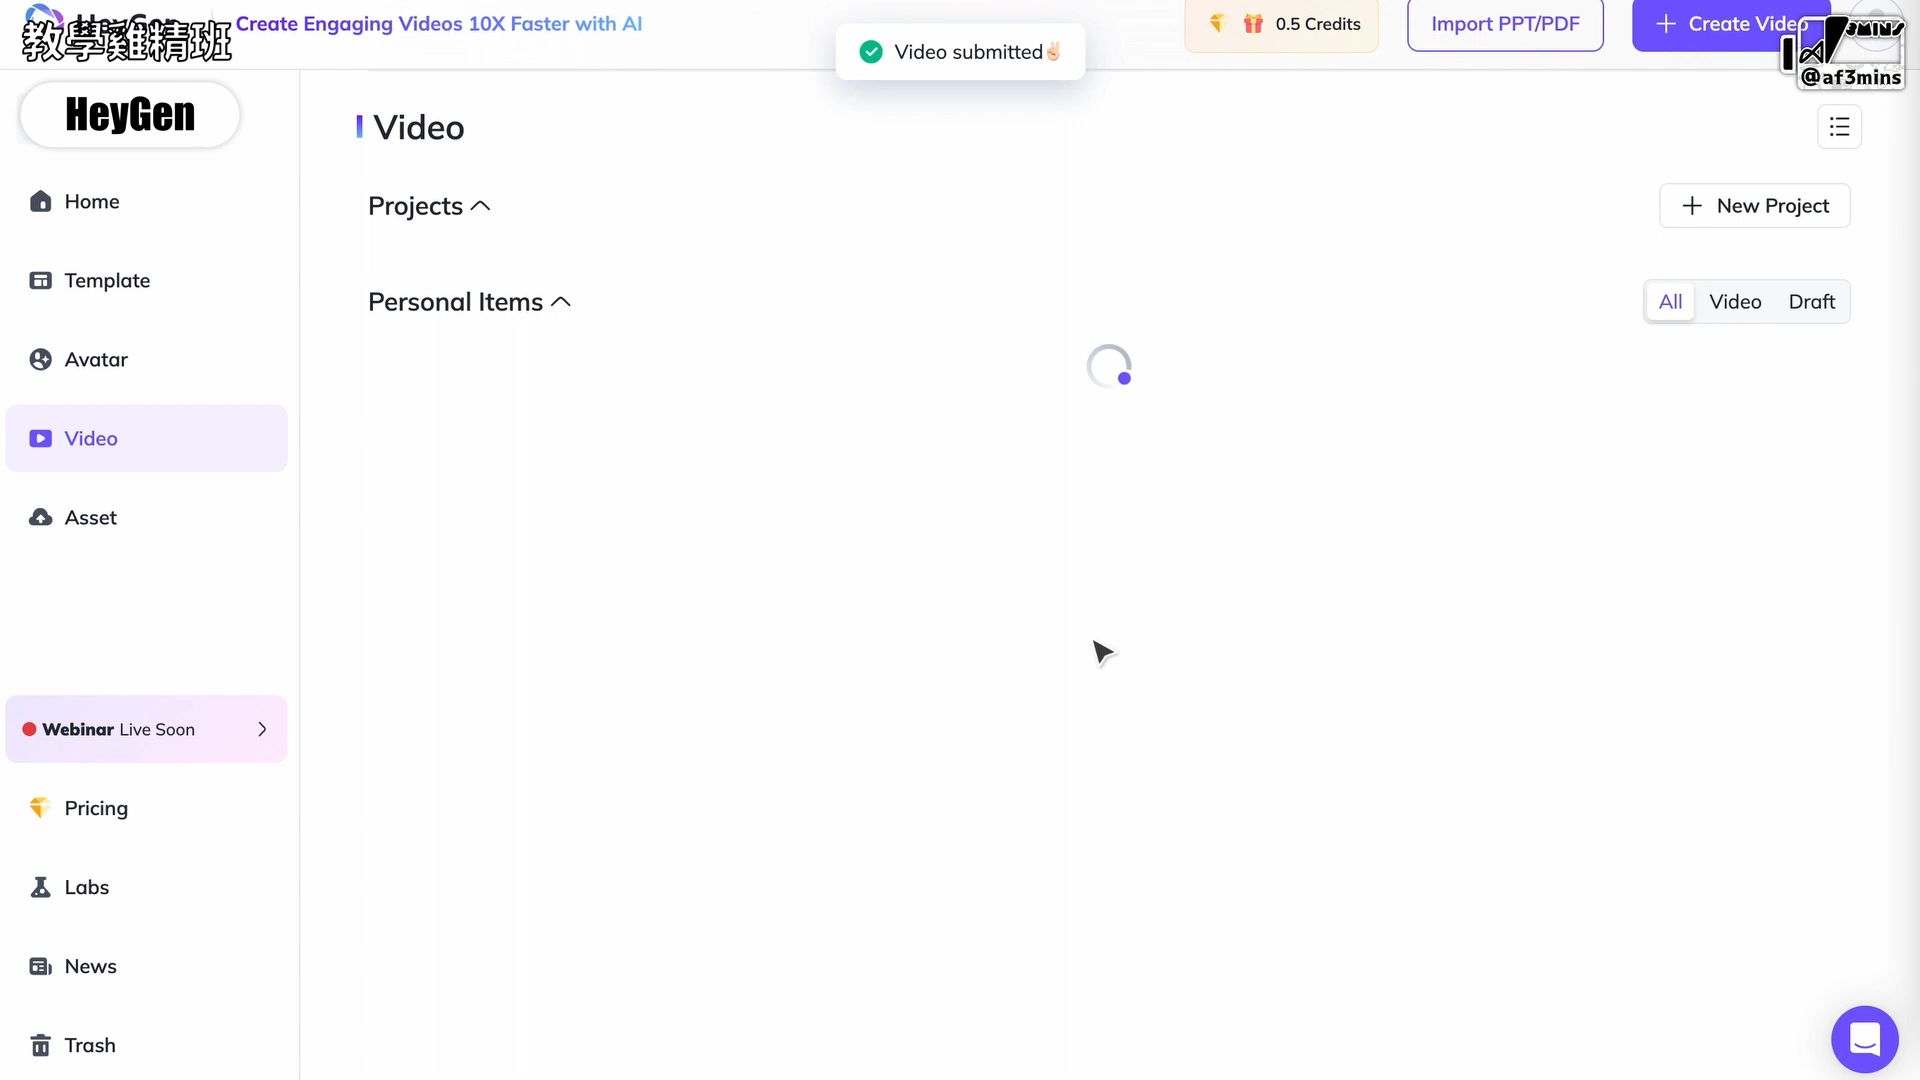 教學雞精班
Create Engaging Videos 10X Faster with AI
Video submitted✌🏻
0.5 Credits
Import PPT/PDF
Create Video
3MINS
@af3mins
HeyGen
Video
Home
Projects
New Project
Template
Personal Items
All
Video
Draft
Avatar
Video
Asset
Webinar Live Soon
Pricing
Labs
News
Trash